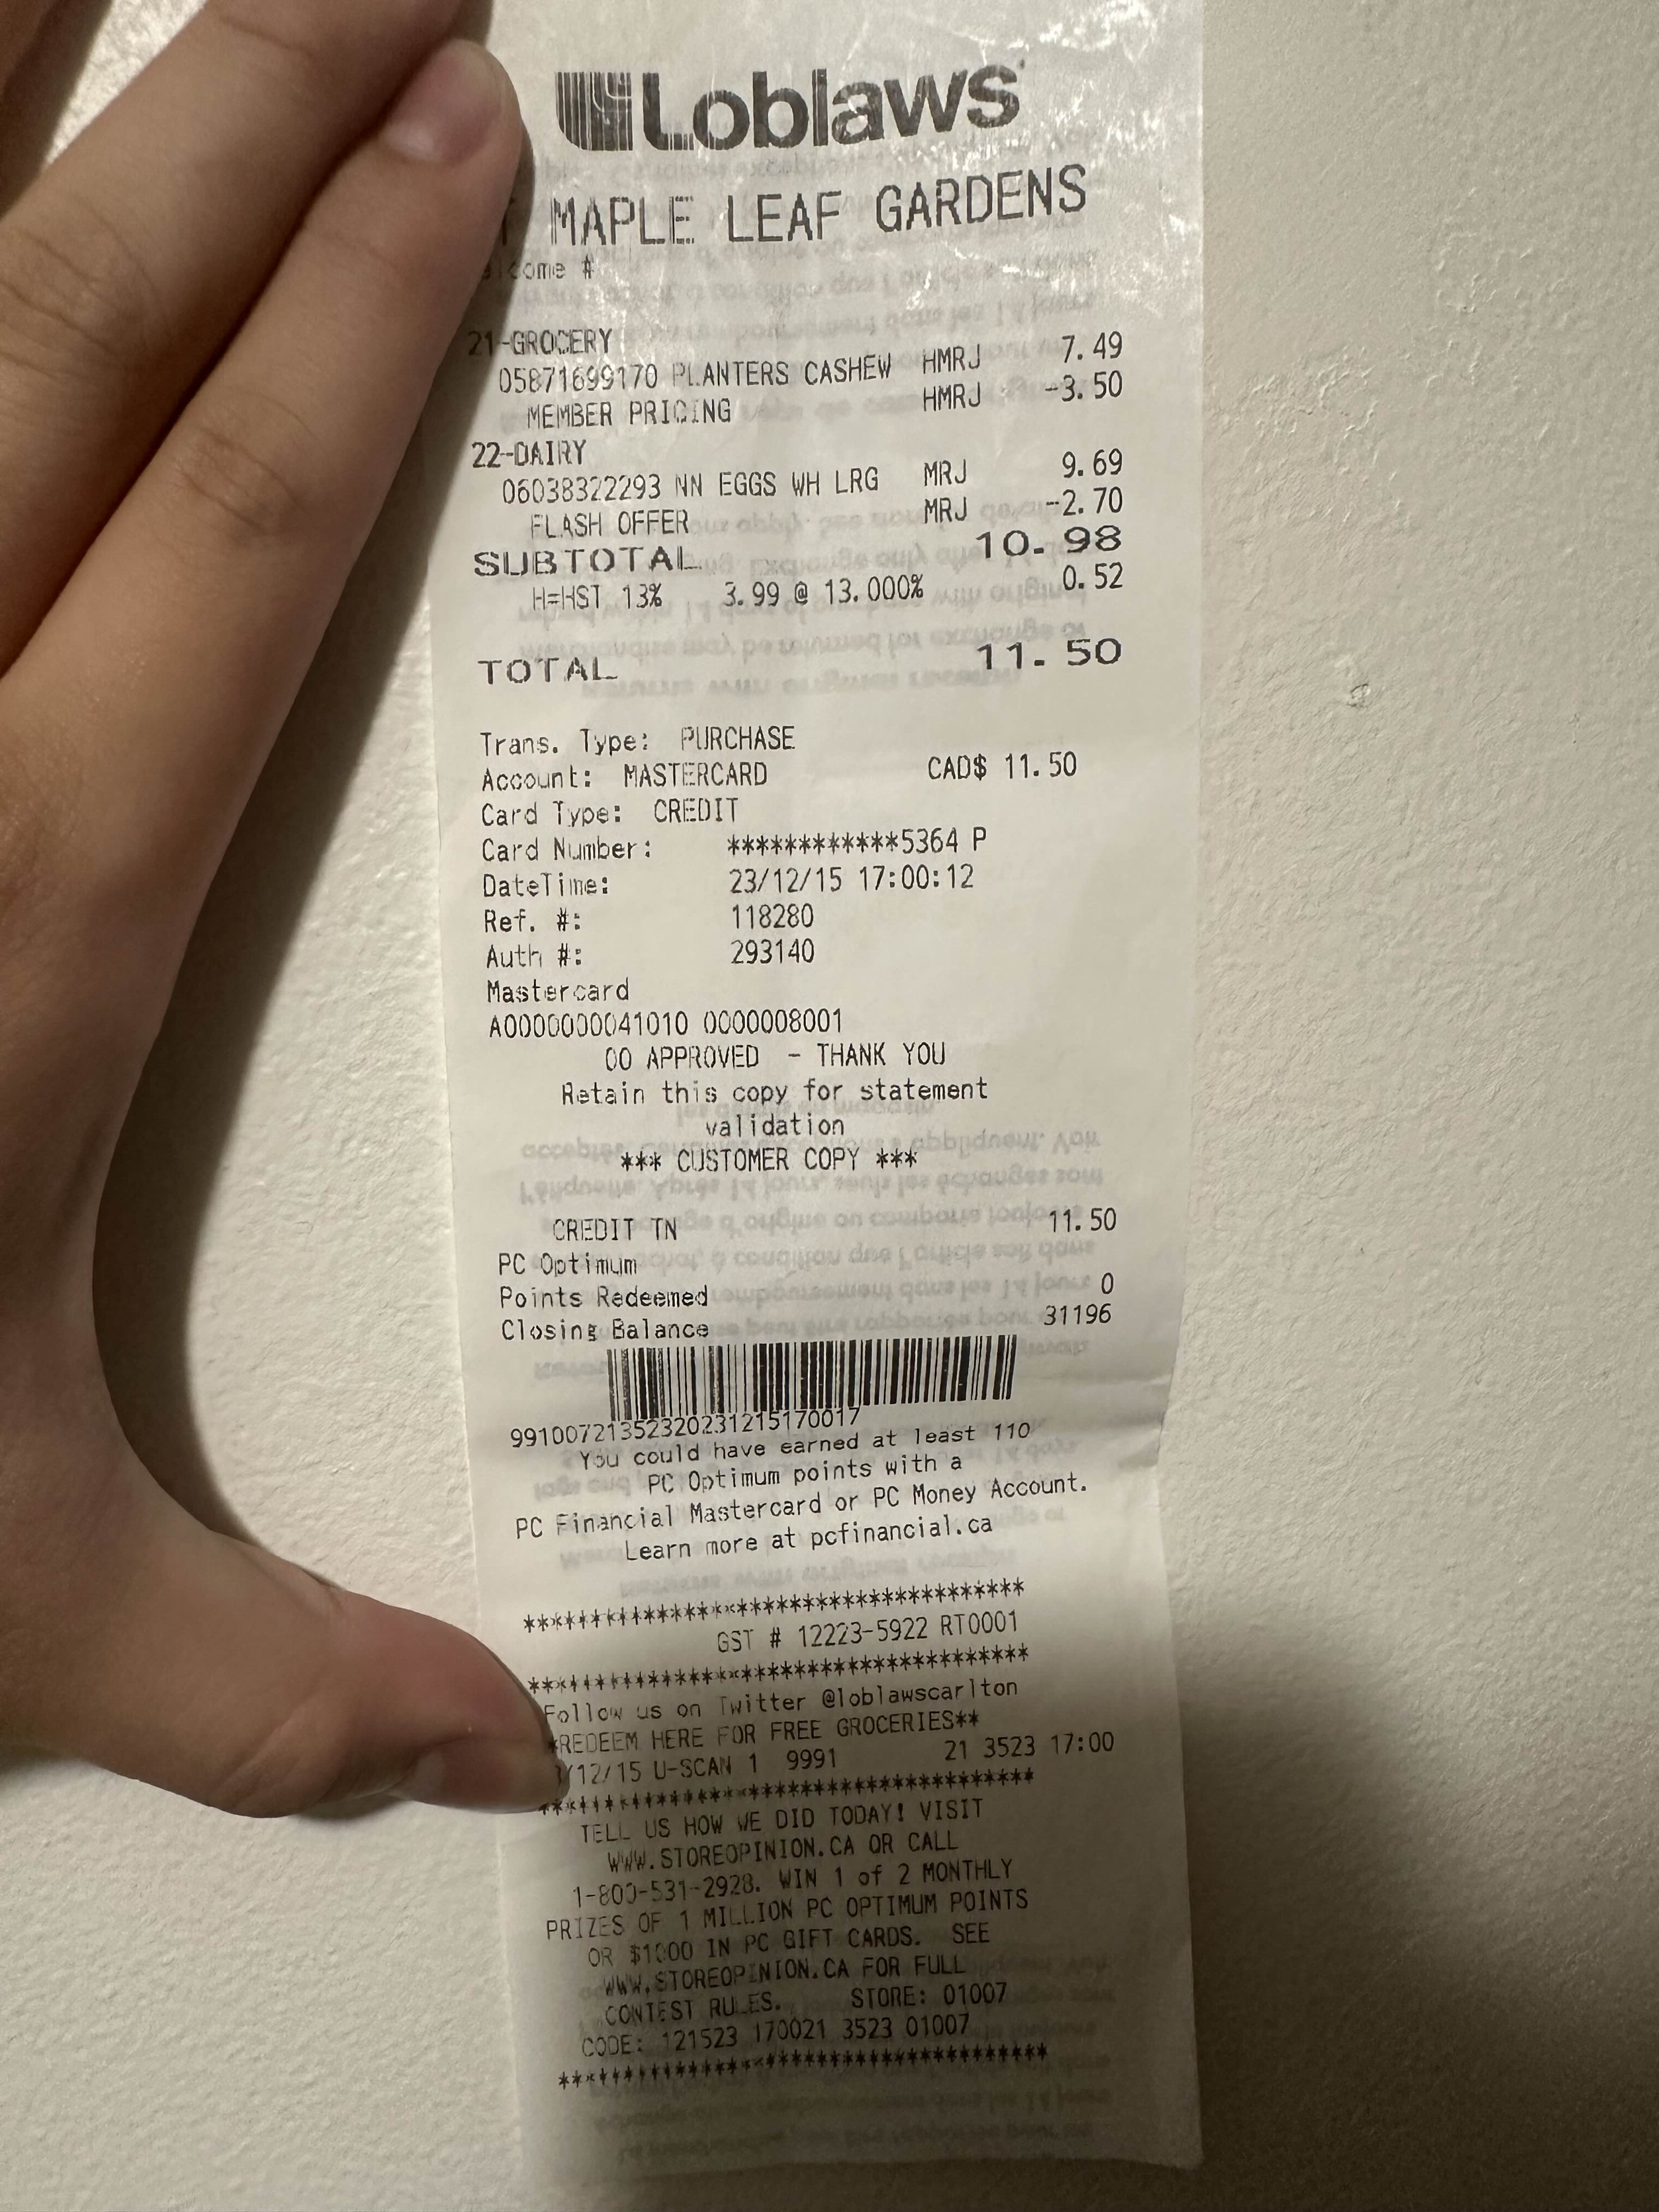 Loblaws
MAPLE LEAF GARDENS
come #
21-GROCERY
05871699170 PLANTERS CASHEW HMRJ 7.49
MEMBER PRICING HMRJ -3.50
22-DAIRY
06038322293 NN EGGS WH LRG MRJ 9.69
FLASH OFFER MRJ -2.70
SUBTOTAL 10.98
H=HST 13% 3.99 @ 13.000% 0.52
TOTAL 11.50
Trans. Type: PURCHASE
Account: MASTERCARD CAD$ 11.50
Card Type: CREDIT
Card Number: ************5364 P
DateTime: 23/12/15 17:00:12
Ref. #: 118280
Auth #: 293140
Mastercard
A0000000041010 0000008001
00 APPROVED - THANK YOU
Retain this copy for statement
validation
*** CUSTOMER COPY ***
CREDIT TN 11.50
PC Optimum
Points Redeemed 0
Closing Balance 31196
9910072135232023121517​0017
You could have earned at least 110
PC Optimum points with a
PC Financial Mastercard or PC Money Account.
Learn more at pcfinancial.ca
************************************
GST # 12223-5922 RT0001
************************************
Follow us on Twitter @loblawscarlton
*REDEEM HERE FOR FREE GROCERIES**
/12/15 U-SCAN 1 9991 21 3523 17:00
************************************
TELL US HOW WE DID TODAY! VISIT
WWW.STOREOPINION.CA OR CALL
1-800-531-2928. WIN 1 of 2 MONTHLY
PRIZES OF 1 MILLION PC OPTIMUM POINTS
OR $1000 IN PC GIFT CARDS. SEE
WWW.STOREOPINION.CA FOR FULL
CONTEST RULES. STORE: 01007
CODE: 121523 170021 3523 01007
************************************